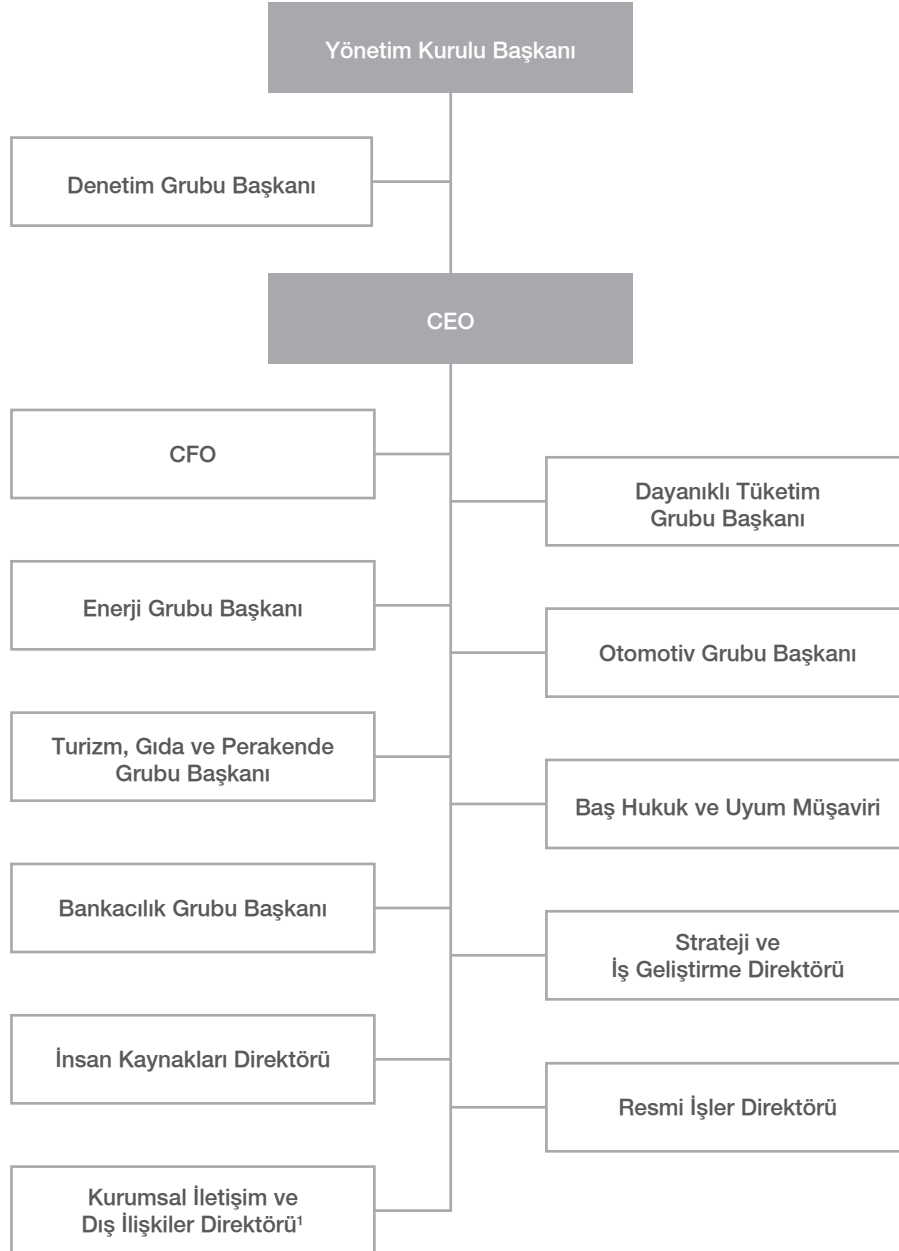 Yönetim Kurulu Başkanı
Denetim Grubu Başkanı
CEO
CFO
Dayanıklı Tüketim
Grubu Başkanı
Enerji Grubu Başkanı
Otomotiv Grubu Başkanı
Turizm, Gıda ve Perakende
Grubu Başkanı
Baş Hukuk ve Uyum Müşaviri
Bankacılık Grubu Başkanı
Strateji ve
İş Geliştirme Direktörü
İnsan Kaynakları Direktörü
Resmi İşler Direktörü
Kurumsal İletişim ve
Dış İlişkiler Direktörü¹